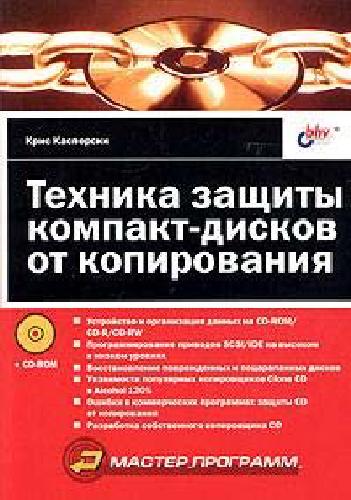 Крис Касперски
bhv®
Техника защиты
компакт-дисков
от копирования
Устройство и организация данных на CD-ROM/
CD-R/CD-RW
Программирование приводов SCSI/IDE на высоком
и низком уровнях
Восстановление поврежденных и поцарапанных дисков
Уязвимости популярных копировщиков Clone CD
и Alcohol 120%
Ошибки в коммерческих программах защиты CD
от копирования
Разработка собственного копировщика CD
+ CD-ROM
МАСТЕР ПРОГРАММ